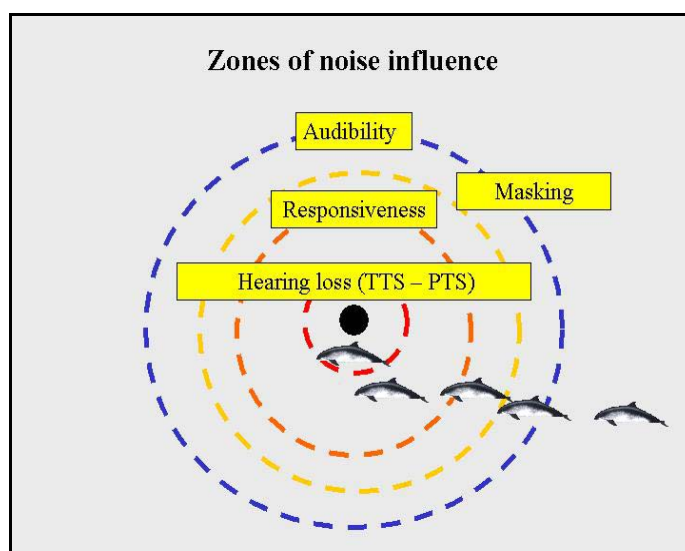 Zones of noise influence
Audibility
Masking
Responsiveness
Hearing loss (TTS – PTS)